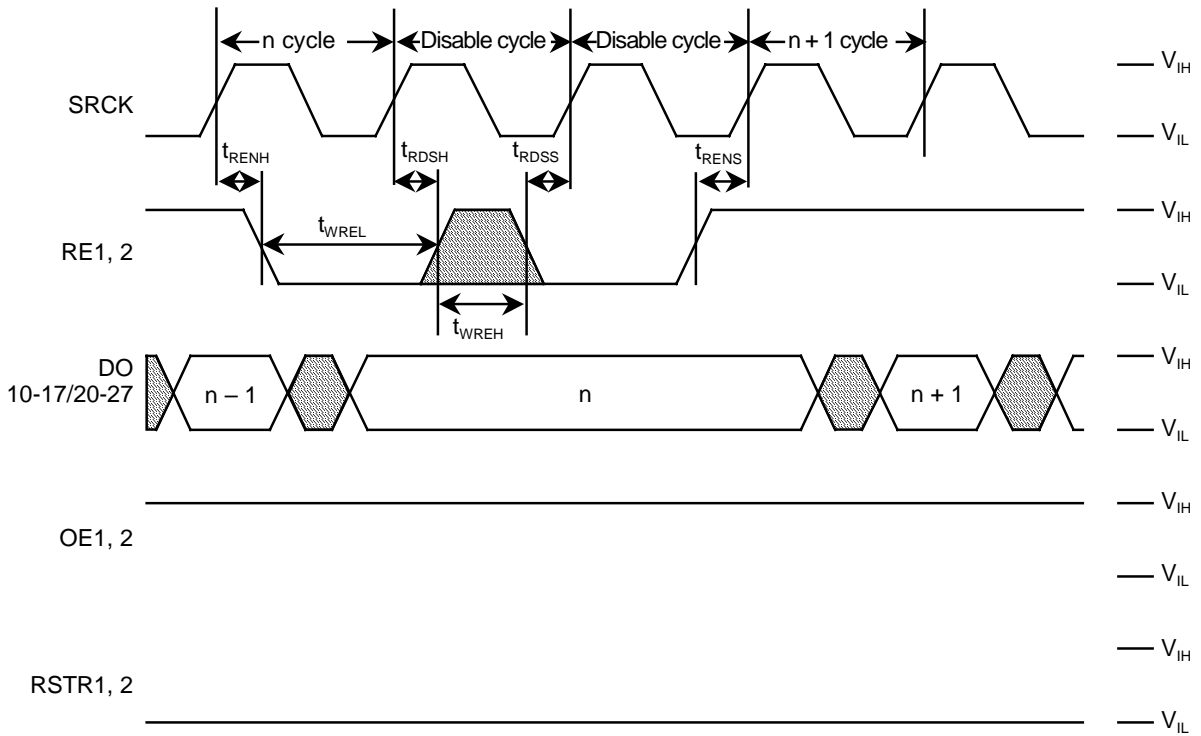 n cycle Disable cycle Disable cycle n + 1 cycle
V_IH
SRCK
V_IL
t_RENH t_RDSH t_RDSS t_RENS
V_IH
t_WREL
RE1, 2
V_IL
t_WREH
V_IH
DO
10-17/20-27 n – 1 n n + 1
V_IL
V_IH
OE1, 2
V_IL
V_IH
RSTR1, 2
V_IL